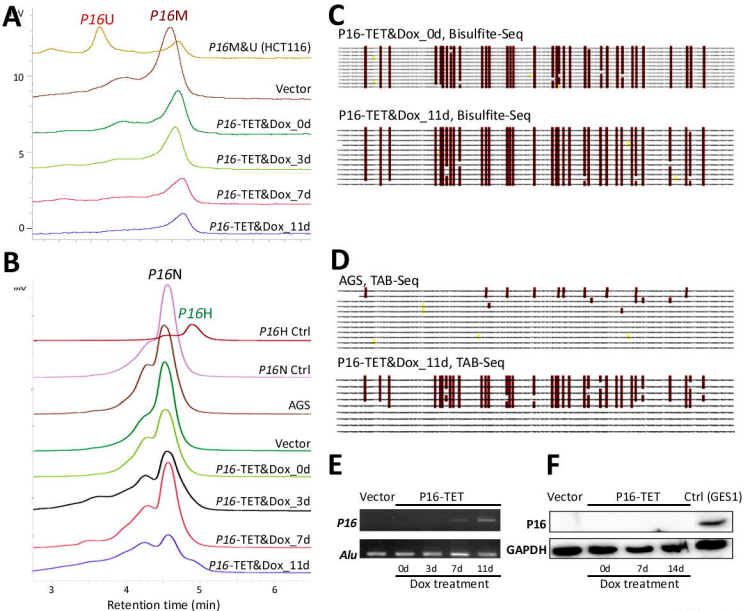 A
mV
P16U
P16M
P16M&U (HCT116)
10
Vector
P16-TET&Dox_0d
5
P16-TET&Dox_3d
P16-TET&Dox_7d
0
P16-TET&Dox_11d
B
mV
P16N
P16H
P16H Ctrl
P16N Ctrl
AGS
Vector
P16-TET&Dox_0d
P16-TET&Dox_3d
P16-TET&Dox_7d
P16-TET&Dox_11d
3 4 5 6
Retention time (min)
C
P16-TET&Dox_0d, Bisulfite-Seq
P16-TET&Dox_11d, Bisulfite-Seq
D
AGS, TAB-Seq
P16-TET&Dox_11d, TAB-Seq
E
Vector P16-TET
P16
Alu
0d 3d 7d 11d
Dox treatment
F
Vector P16-TET Ctrl (GES1)
P16
GAPDH
0d 7d 14d
Dox treatment